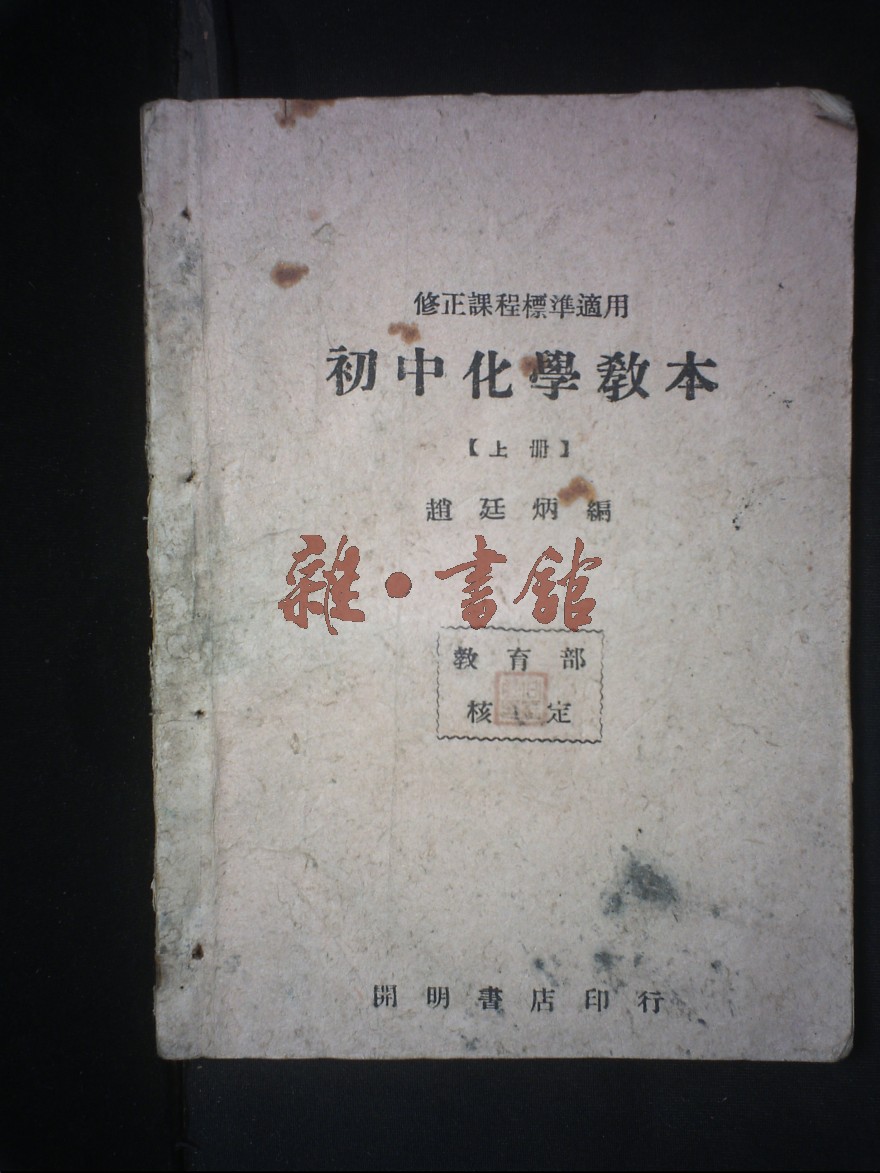 修正課程標準適用
初中化學教本
【上册】
趙廷炳編
雜·書館
教育部
核定
開明書店印行